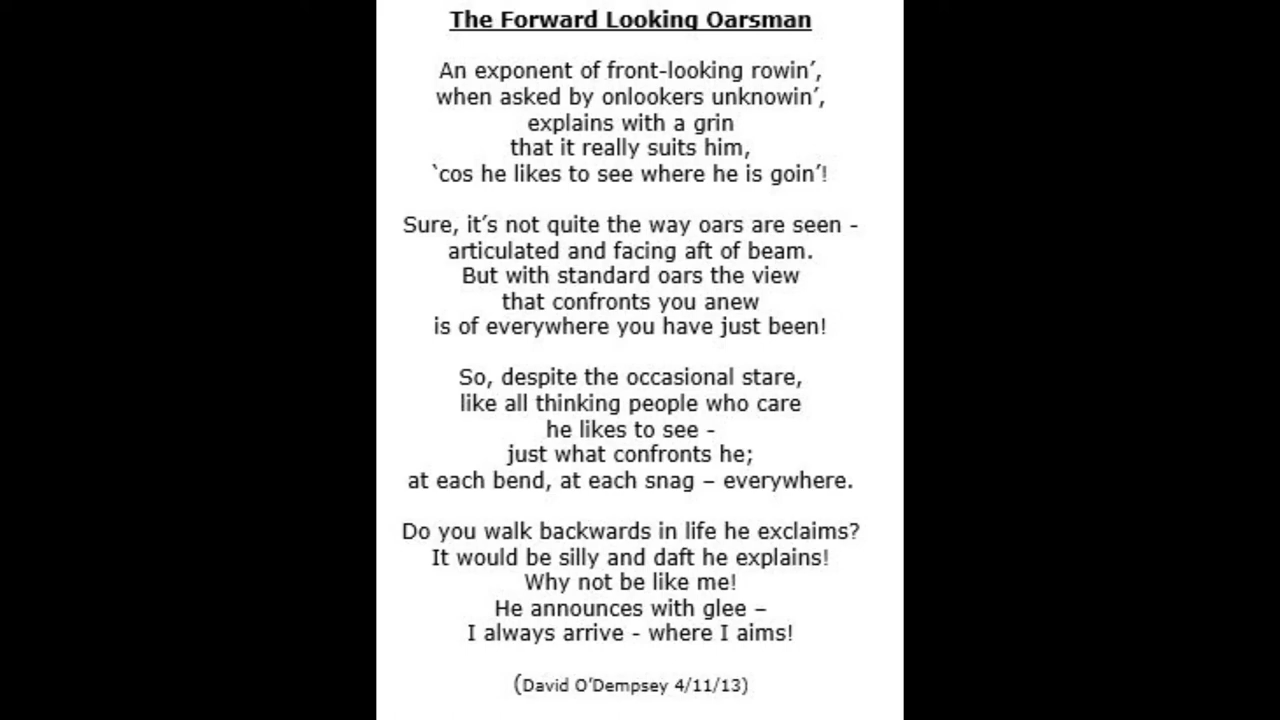 The Forward Looking Oarsman
An exponent of front-looking rowin’,
when asked by onlookers unknowin’,
explains with a grin
that it really suits him,
‘cos he likes to see where he is goin’!
Sure, it’s not quite the way oars are seen -
articulated and facing aft of beam.
But with standard oars the view
that confronts you anew
is of everywhere you have just been!
So, despite the occasional stare,
like all thinking people who care
he likes to see -
just what confronts he;
at each bend, at each snag – everywhere.
Do you walk backwards in life he exclaims?
It would be silly and daft he explains!
Why not be like me!
He announces with glee –
I always arrive - where I aims!
(David O’Dempsey 4/11/13)